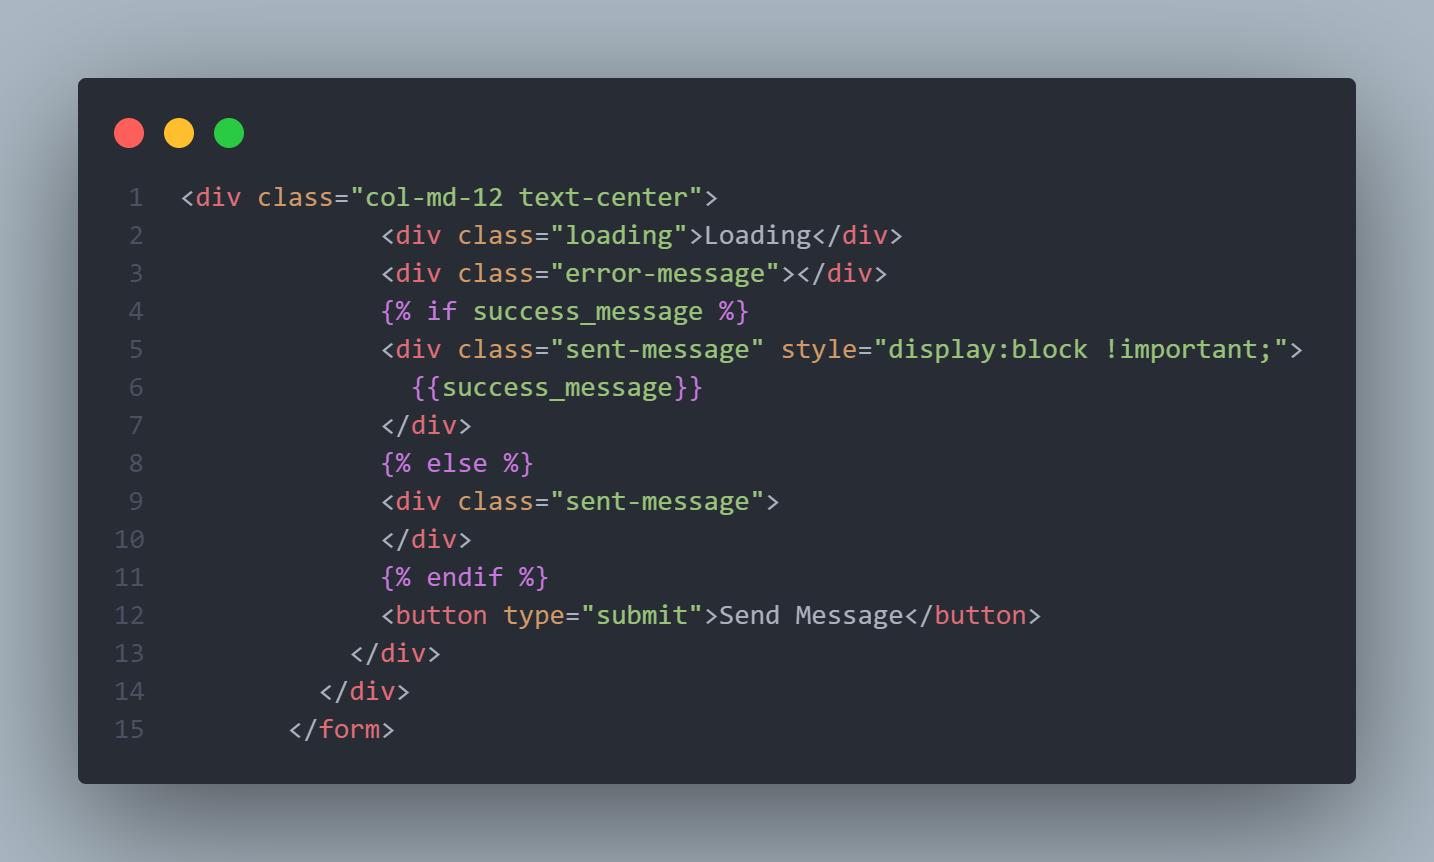 1 <div class="col-md-12 text-center">
2 <div class="loading">Loading</div>
3 <div class="error-message"></div>
4 {% if success_message %}
5 <div class="sent-message" style="display:block !important;">
6 {{success_message}}
7 </div>
8 {% else %}
9 <div class="sent-message">
10 </div>
11 {% endif %}
12 <button type="submit">Send Message</button>
13 </div>
14 </div>
15 </form>